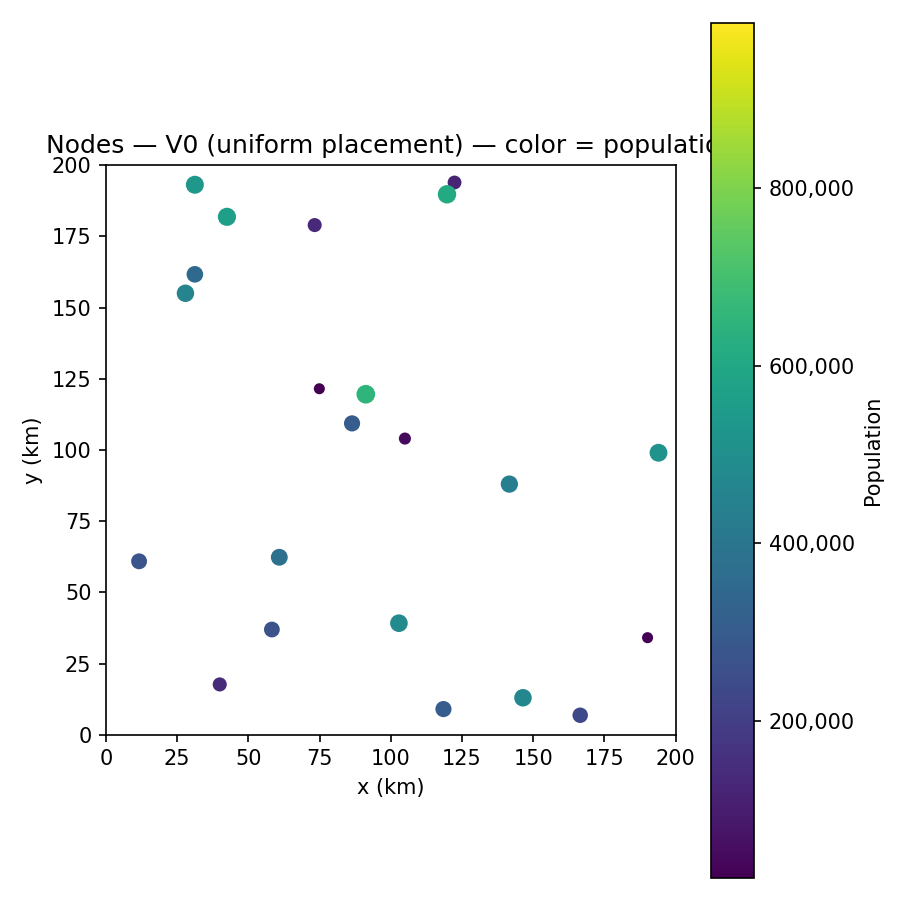 Nodes — V0 (uniform placement) — color = populatio
200
175
150
125
100
75
50
25
0
y (km)
0 25 50 75 100 125 150 175 200
x (km)
800,000
600,000
400,000
200,000
Population